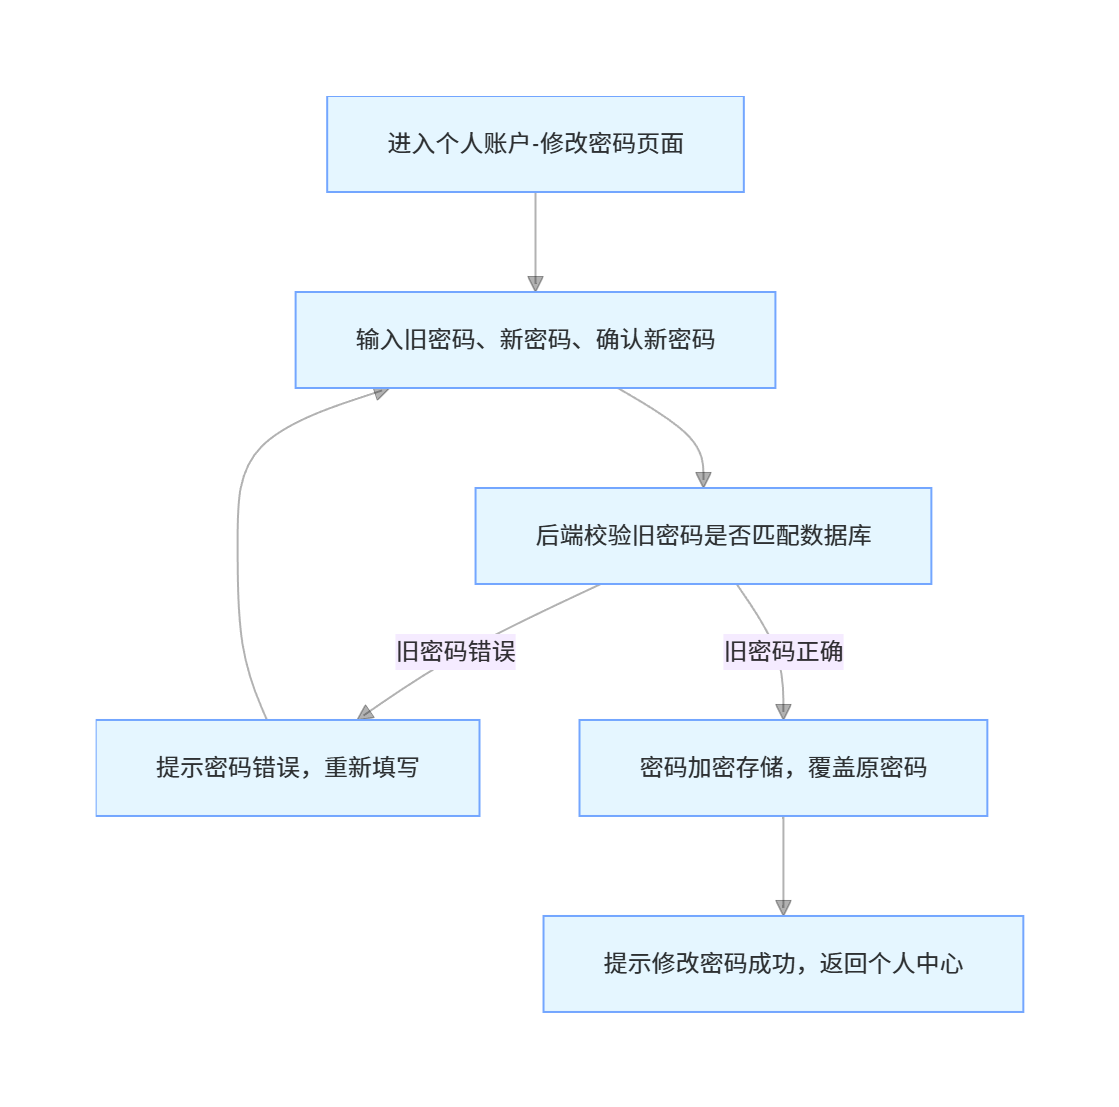 进入个人账户-修改密码页面
输入旧密码、新密码、确认新密码
后端校验旧密码是否匹配数据库
旧密码错误
旧密码正确
提示密码错误，重新填写
密码加密存储，覆盖原密码
提示修改密码成功，返回个人中心